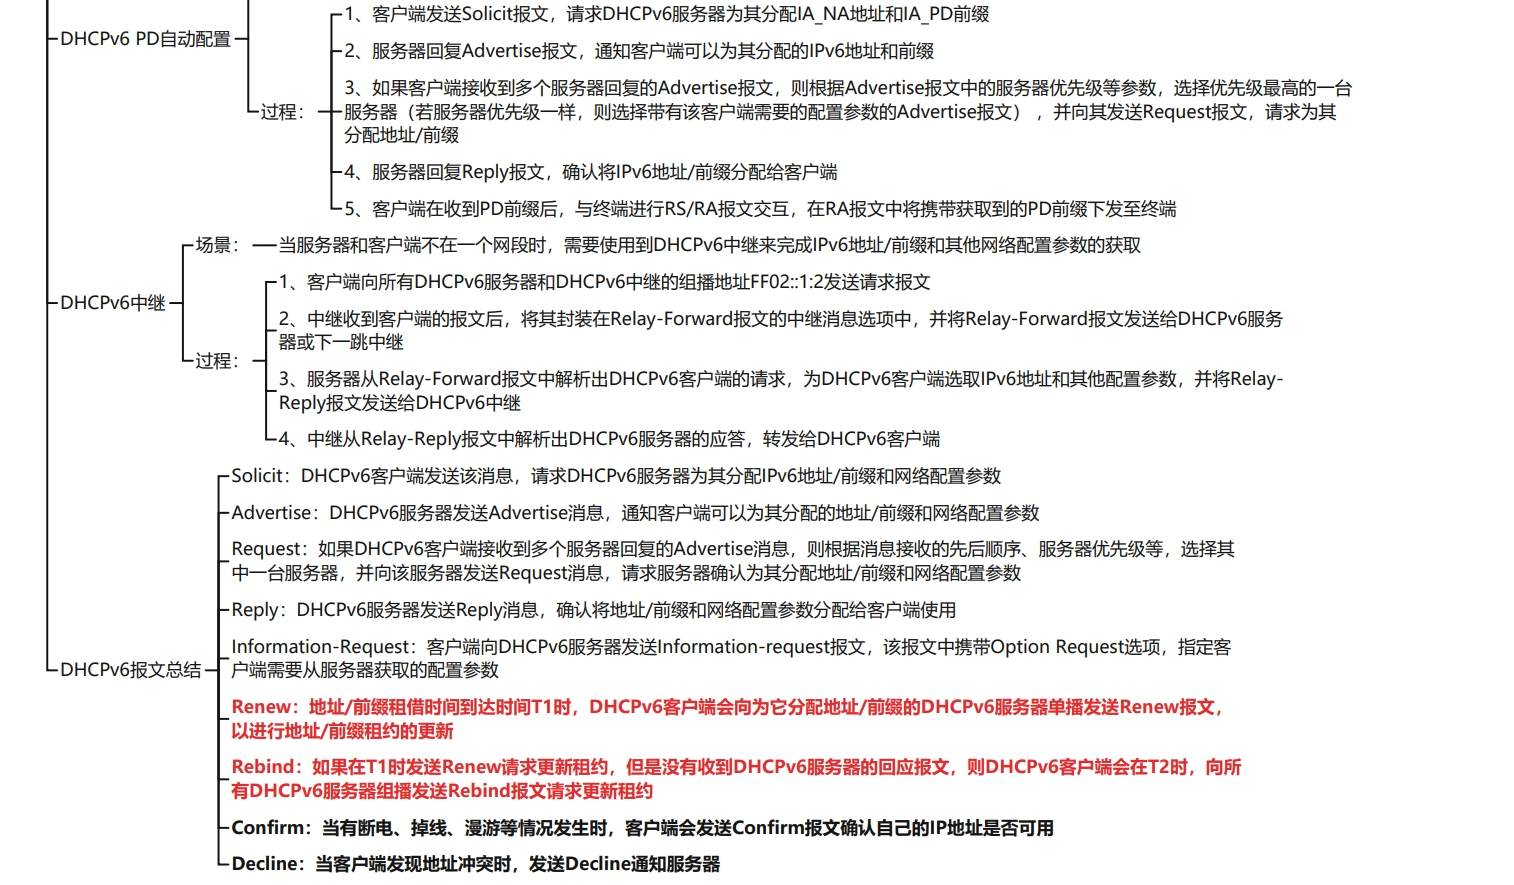 DHCPv6 PD自动配置
过程：
1、客户端发送Solicit报文，请求DHCPv6服务器为其分配IA_NA地址和IA_PD前缀
2、服务器回复Advertise报文，通知客户端可以为其分配的IPv6地址和前缀
3、如果客户端接收到多个服务器回复的Advertise报文，则根据Advertise报文中的服务器优先级等参数，选择优先级最高的一台
服务器（若服务器优先级一样，则选择带有该客户端需要的配置参数的Advertise报文），并向其发送Request报文，请求为其
分配地址/前缀
4、服务器回复Reply报文，确认将IPv6地址/前缀分配给客户端
5、客户端在收到PD前缀后，与终端进行RS/RA报文交互，在RA报文中将携带获取到的PD前缀下发至终端
DHCPv6中继
场景：
当服务器和客户端不在一个网段时，需要使用到DHCPv6中继来完成IPv6地址/前缀和其他网络配置参数的获取
过程：
1、客户端向所有DHCPv6服务器和DHCPv6中继的组播地址FF02::1:2发送请求报文
2、中继收到客户端的报文后，将其封装在Relay-Forward报文的中继消息选项中，并将Relay-Forward报文发送给DHCPv6服务
器或下一跳中继
3、服务器从Relay-Forward报文中解析出DHCPv6客户端的请求，为DHCPv6客户端选取IPv6地址和其他配置参数，并将Relay-
Reply报文发送给DHCPv6中继
4、中继从Relay-Reply报文中解析出DHCPv6服务器的应答，转发给DHCPv6客户端
DHCPv6报文总结
Solicit：DHCPv6客户端发送该消息，请求DHCPv6服务器为其分配IPv6地址/前缀和网络配置参数
Advertise：DHCPv6服务器发送Advertise消息，通知客户端可以为其分配的地址/前缀和网络配置参数
Request：如果DHCPv6客户端接收到多个服务器回复的Advertise消息，则根据消息接收的先后顺序、服务器优先级等，选择其
中一台服务器，并向该服务器发送Request消息，请求服务器确认为其分配地址/前缀和网络配置参数
Reply：DHCPv6服务器发送Reply消息，确认将地址/前缀和网络配置参数分配给客户端使用
Information-Request：客户端向DHCPv6服务器发送Information-request报文，该报文中携带Option Request选项，指定客
户端需要从服务器获取的配置参数
Renew：地址/前缀租借时间到达时间T1时，DHCPv6客户端会向为它分配地址/前缀的DHCPv6服务器单播发送Renew报文，
以进行地址/前缀租约的更新
Rebind：如果在T1时发送Renew请求更新租约，但是没有收到DHCPv6服务器的回应报文，则DHCPv6客户端会在T2时，向所
有DHCPv6服务器组播发送Rebind报文请求更新租约
Confirm：当有断电、掉线、漫游等情况发生时，客户端会发送Confirm报文确认自己的IP地址是否可用
Decline：当客户端发现地址冲突时，发送Decline通知服务器